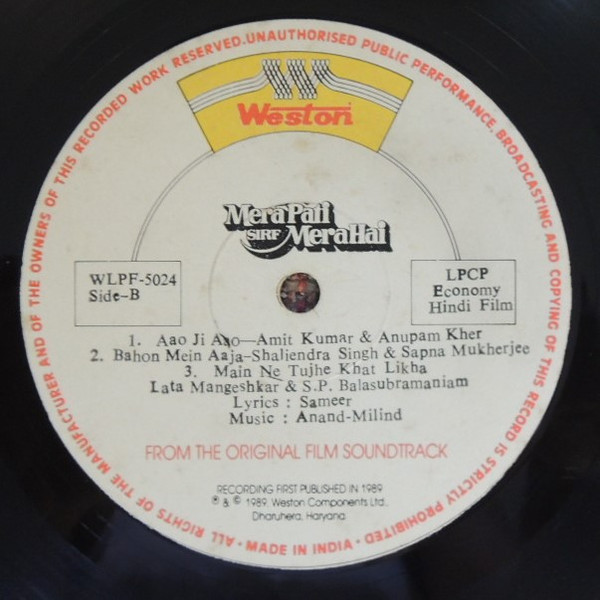 ALL RIGHTS OF THE MANUFACTURER AND OF THE OWNERS OF THIS RECORDED WORK RESERVED. UNAUTHORISED PUBLIC PERFORMANCE, BROADCASTING AND COPYING OF THIS RECORD IS STRICTLY PROHIBITED • MADE IN INDIA •
Weston
Mera Pati
SIRF Mera Hai
WLPF-5024
Side-B
LPCP
Economy
Hindi Film
1. Aao Ji Aao—Amit Kumar & Anupam Kher
2. Bahon Mein Aaja-Shaliendra Singh & Sapna Mukherjee
3. Main Ne Tujhe Khat Likha
Lata Mangeshkar & S.P. Balasubramaniam
Lyrics : Sameer
Music : Anand-Milind
FROM THE ORIGINAL FILM SOUNDTRACK
RECORDING FIRST PUBLISHED IN 1989
℗ & © 1989. Weston Components Ltd.,
Dharuhera, Haryana